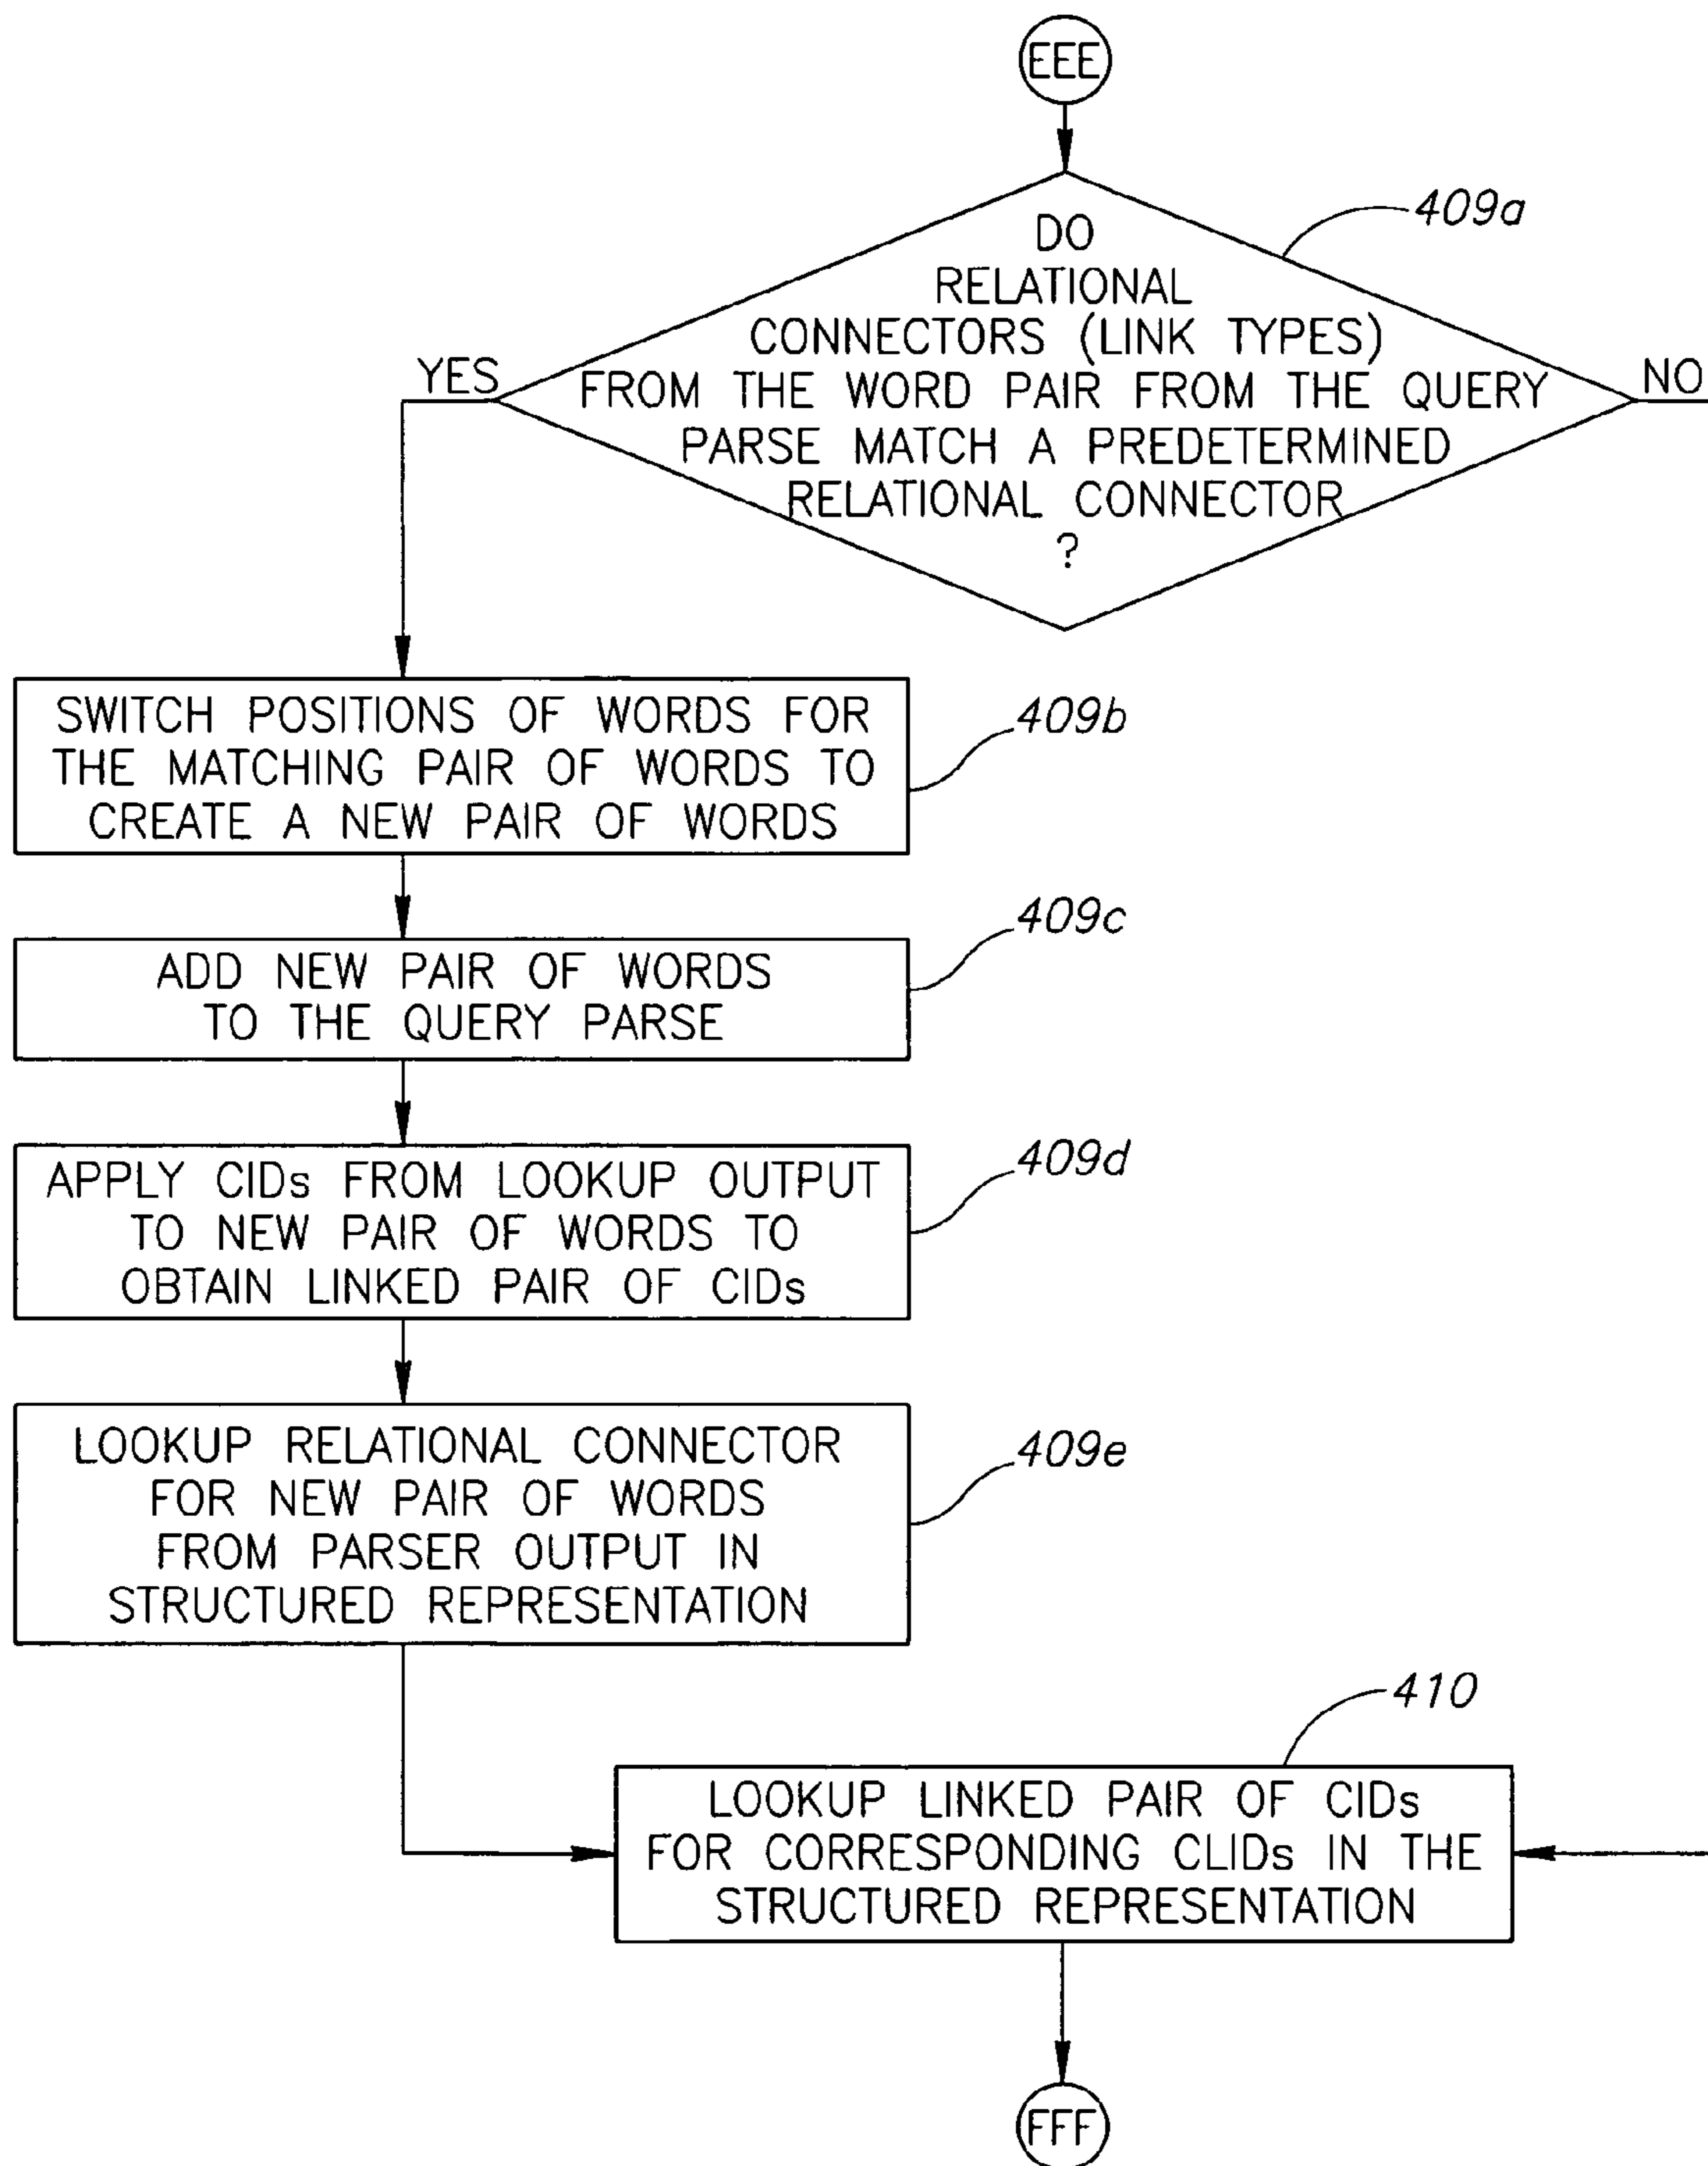 EEE
409a
DO
RELATIONAL
CONNECTORS (LINK TYPES)
FROM THE WORD PAIR FROM THE QUERY
PARSE MATCH A PREDETERMINED
RELATIONAL CONNECTOR
?
YES
NO
SWITCH POSITIONS OF WORDS FOR
THE MATCHING PAIR OF WORDS TO
CREATE A NEW PAIR OF WORDS
409b
ADD NEW PAIR OF WORDS
TO THE QUERY PARSE
409c
APPLY CIDs FROM LOOKUP OUTPUT
TO NEW PAIR OF WORDS TO
OBTAIN LINKED PAIR OF CIDs
409d
LOOKUP RELATIONAL CONNECTOR
FOR NEW PAIR OF WORDS
FROM PARSER OUTPUT IN
STRUCTURED REPRESENTATION
409e
410
LOOKUP LINKED PAIR OF CIDs
FOR CORRESPONDING CLIDs IN THE
STRUCTURED REPRESENTATION
FFF